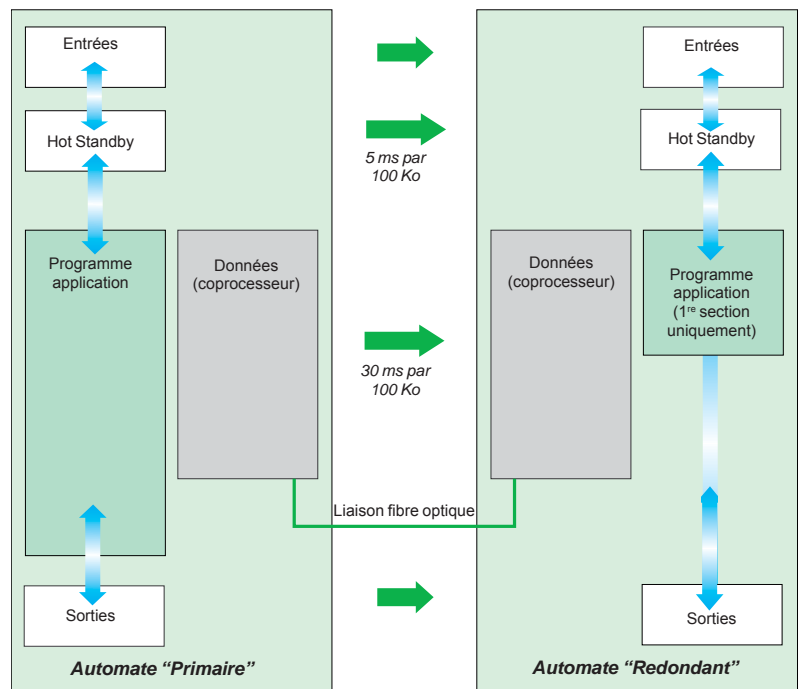 Entrées
Hot Standby
Programme
application
Données
(coprocesseur)
Sorties
Automate “Primaire”
5 ms par
100 Ko
30 ms par
100 Ko
Liaison fibre optique
Entrées
Hot Standby
Données
(coprocesseur)
Programme
application
(1re section
uniquement)
Sorties
Automate “Redondant”